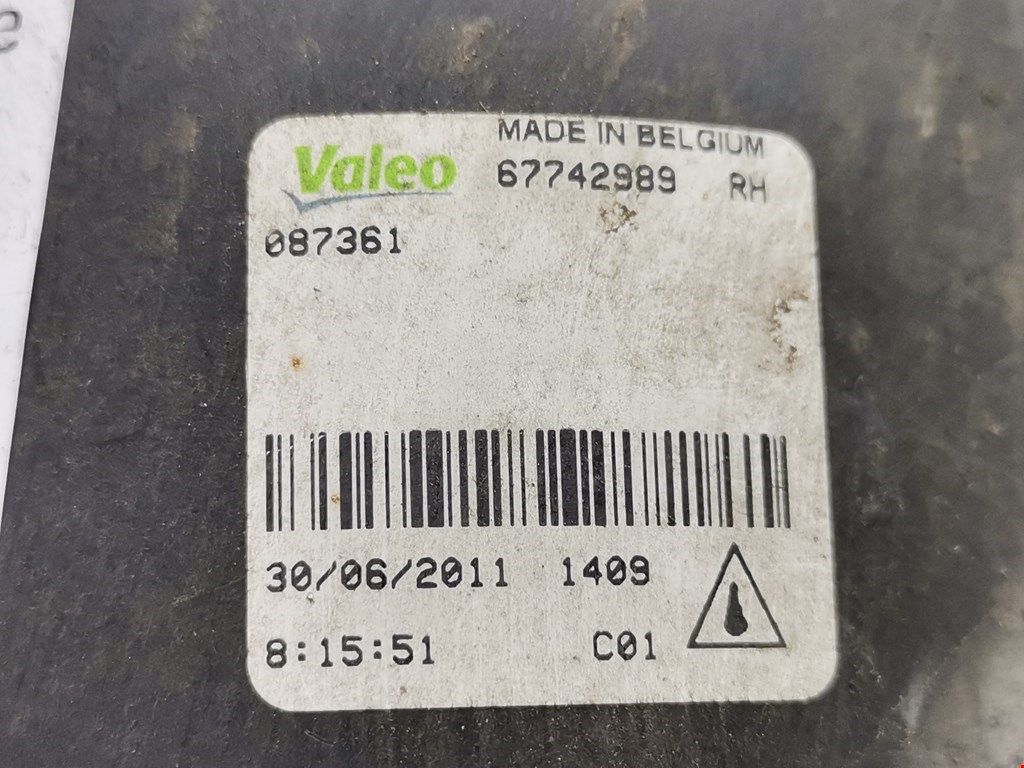 e
MADE IN BELGIUM
Valeo 67742989 RH
087361
30/06/2011 1409
8:15:51 C01